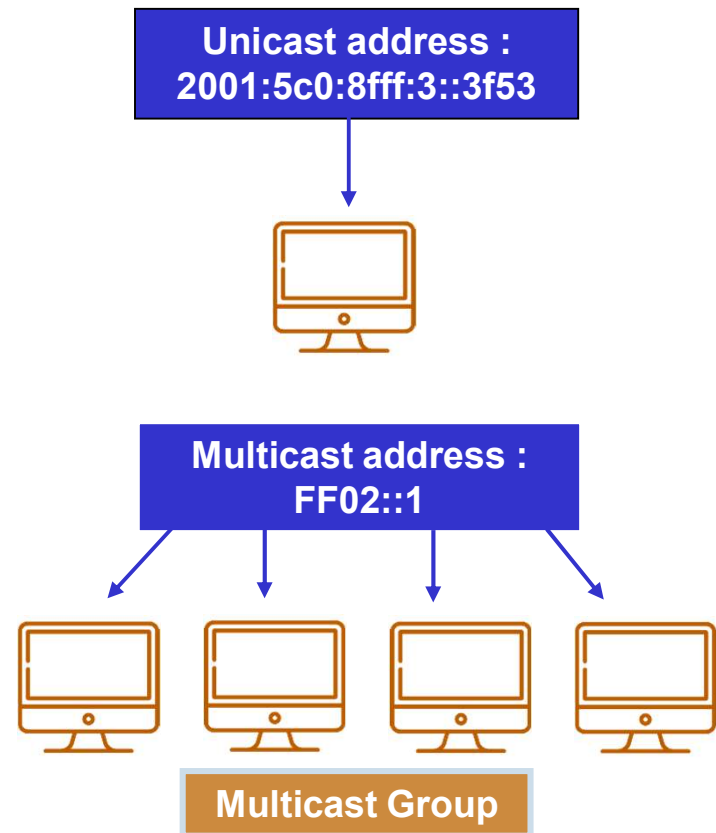 Unicast address :
2001:5c0:8fff:3::3f53
Multicast address :
FF02::1
Multicast Group